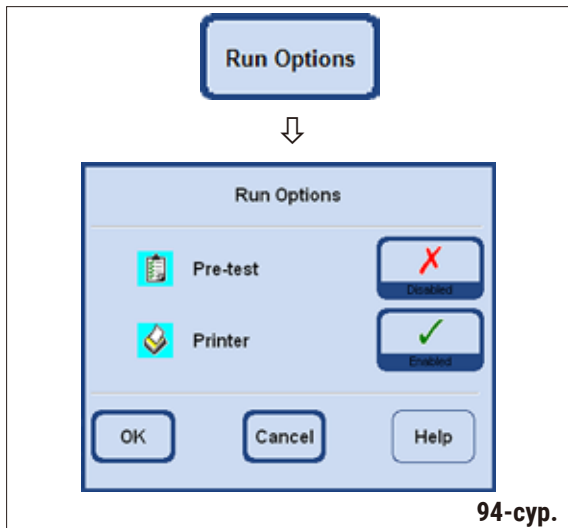 Run Options
Run Options
Pre-test
Disabled
Printer
Enabled
OK Cancel Help
94-сур.